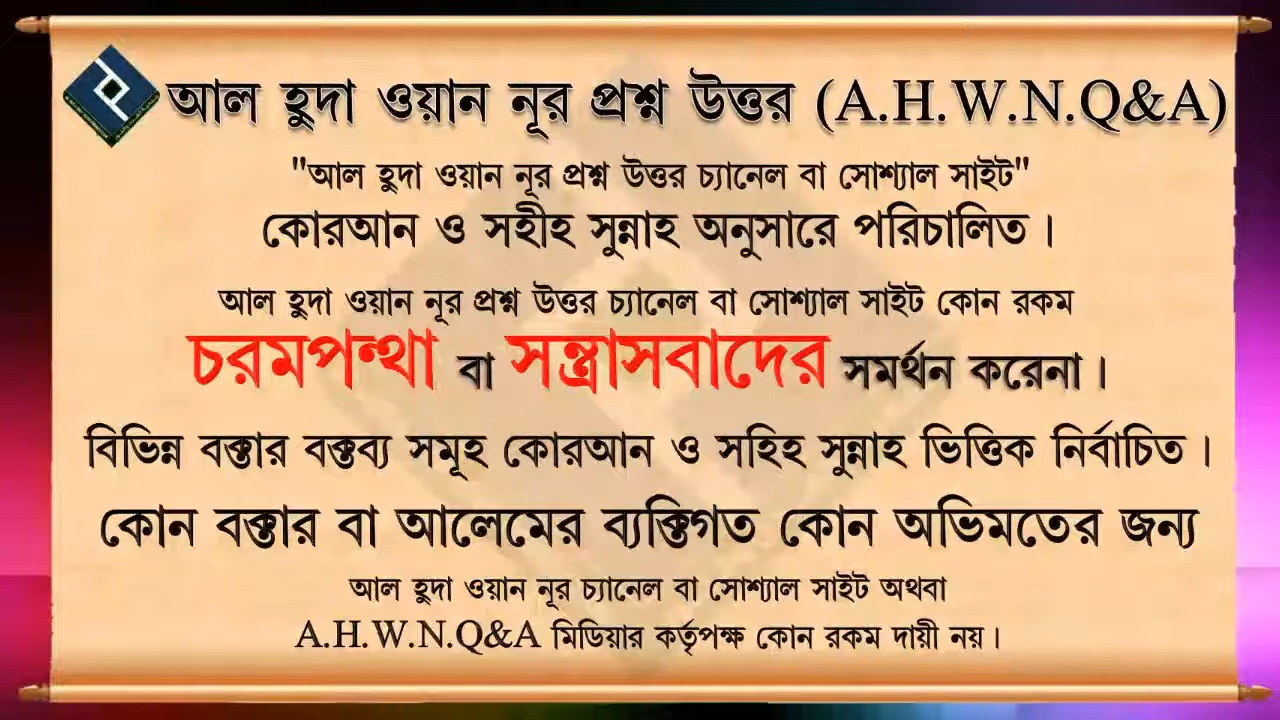 আল হুদা ওয়ান নূর প্রশ্ন উত্তর (A.H.W.N.Q&A)
"আল হুদা ওয়ান নূর প্রশ্ন উত্তর চ্যানেল বা সোশ্যাল সাইট"
কোরআন ও সহীহ সুন্নাহ অনুসারে পরিচালিত।
আল হুদা ওয়ান নূর প্রশ্ন উত্তর চ্যানেল বা সোশ্যাল সাইট কোন রকম
চরমপন্থা বা সন্ত্রাসবাদের সমর্থন করেনা।
বিভিন্ন বক্তার বক্তব্য সমূহ কোরআন ও সহিহ সুন্নাহ ভিত্তিক নির্বাচিত।
কোন বক্তার বা আলেমের ব্যক্তিগত কোন অভিমতের জন্য
আল হুদা ওয়ান নূর চ্যানেল বা সোশ্যাল সাইট অথবা
A.H.W.N.Q&A মিডিয়ার কর্তৃপক্ষ কোন রকম দায়ী নয়।